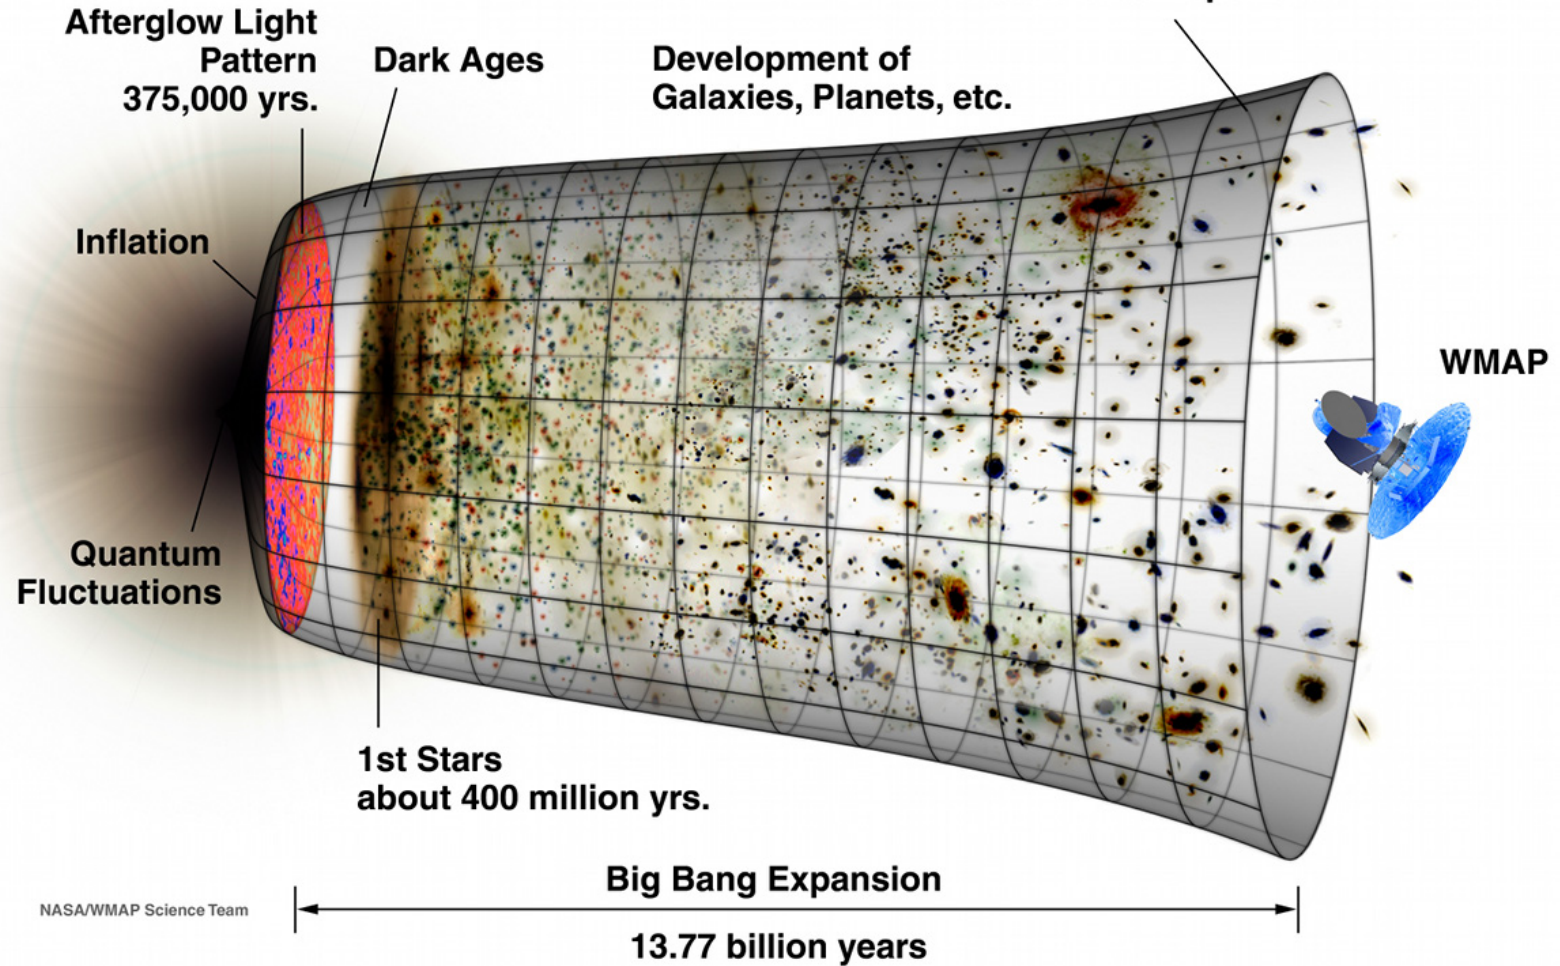 Afterglow Light
Pattern
375,000 yrs.
Dark Ages
Development of
Galaxies, Planets, etc.
Inflation
WMAP
Quantum
Fluctuations
1st Stars
about 400 million yrs.
Big Bang Expansion
NASA/WMAP Science Team
13.77 billion years